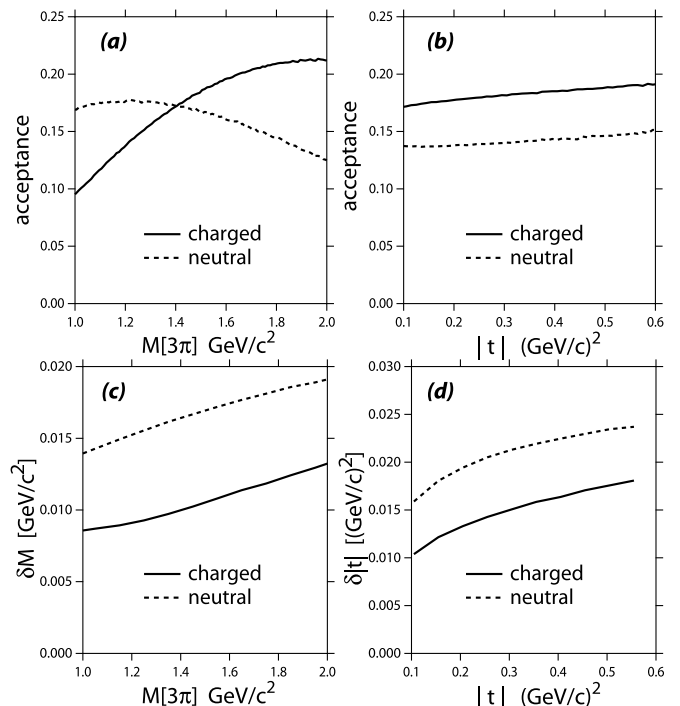 (a)
0.25
0.20
0.15
0.10
0.05
0.00
acceptance
charged
neutral
1.0 1.2 1.4 1.6 1.8 2.0
M[3π] GeV/c²
(b)
0.25
0.20
0.15
0.10
0.05
0.00
acceptance
charged
neutral
0.1 0.2 0.3 0.4 0.5 0.6
|t| (GeV/c)²
(c)
0.020
0.015
0.010
0.005
0.000
δM [GeV/c²]
charged
neutral
1.0 1.2 1.4 1.6 1.8 2.0
M[3π] GeV/c²
(d)
0.030
0.025
0.020
0.015
0.010
0.005
0.000
δ|t| [(GeV/c)²]
charged
neutral
0.1 0.2 0.3 0.4 0.5 0.6
|t| (GeV/c)²